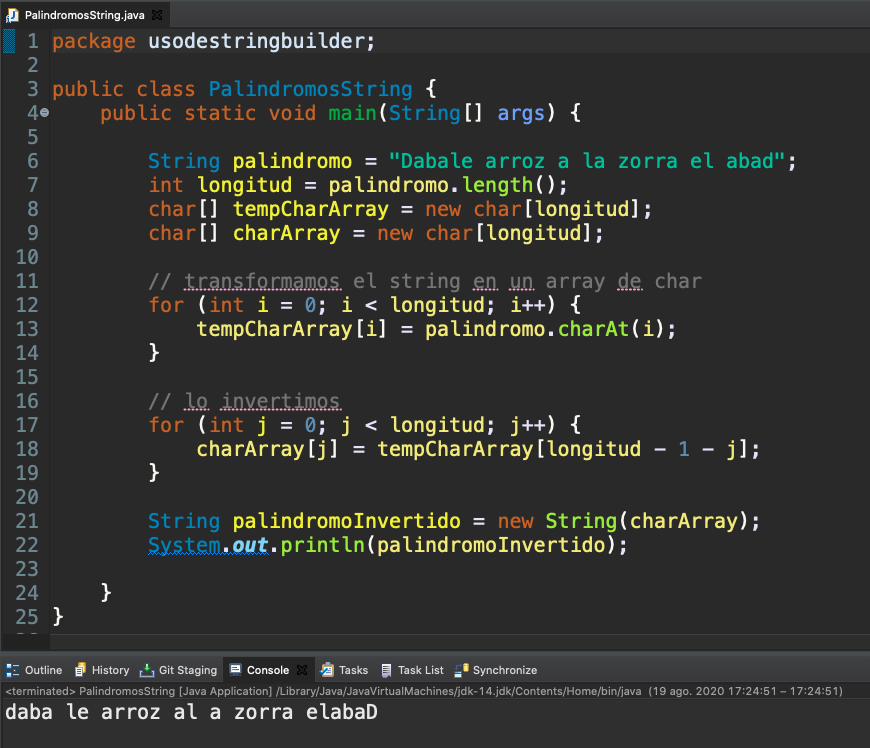 PalindromosString.java
1 package usodestringbuilder;
2
3 public class PalindromosString {
4 public static void main(String[] args) {
5
6 String palindromo = "Dabale arroz a la zorra el abad";
7 int longitud = palindromo.length();
8 char[] tempCharArray = new char[longitud];
9 char[] charArray = new char[longitud];
10
11 // transformamos el string en un array de char
12 for (int i = 0; i < longitud; i++) {
13 tempCharArray[i] = palindromo.charAt(i);
14 }
15
16 // lo invertimos
17 for (int j = 0; j < longitud; j++) {
18 charArray[j] = tempCharArray[longitud - 1 - j];
19 }
20
21 String palindromoInvertido = new String(charArray);
22 System.out.println(palindromoInvertido);
23
24 }
25 }
Outline History Git Staging Console Tasks Task List Synchronize
<terminated> PalindromosString [Java Application] /Library/Java/JavaVirtualMachines/jdk-14.jdk/Contents/Home/bin/java (19 ago. 2020 17:24:51 – 17:24:51)
daba le arroz al a zorra elabaD